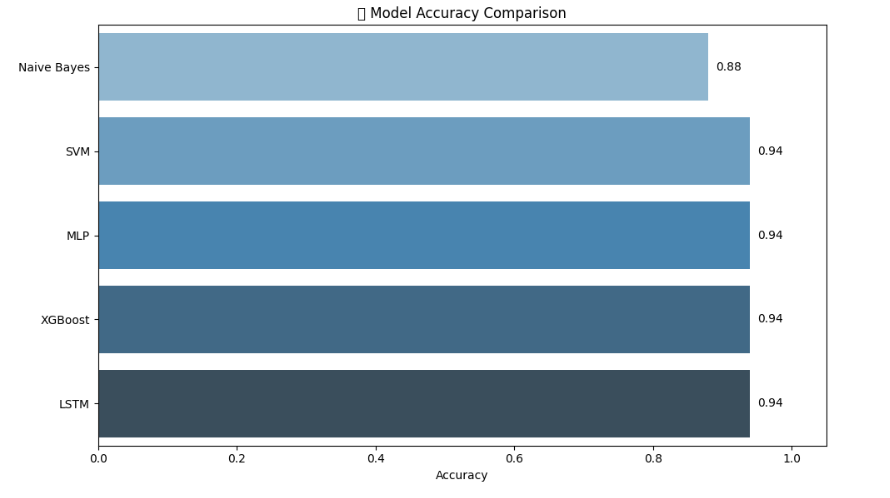 Model Accuracy Comparison
Naive Bayes 0.88
SVM 0.94
MLP 0.94
XGBoost 0.94
LSTM 0.94
0.0 0.2 0.4 0.6 0.8 1.0
Accuracy